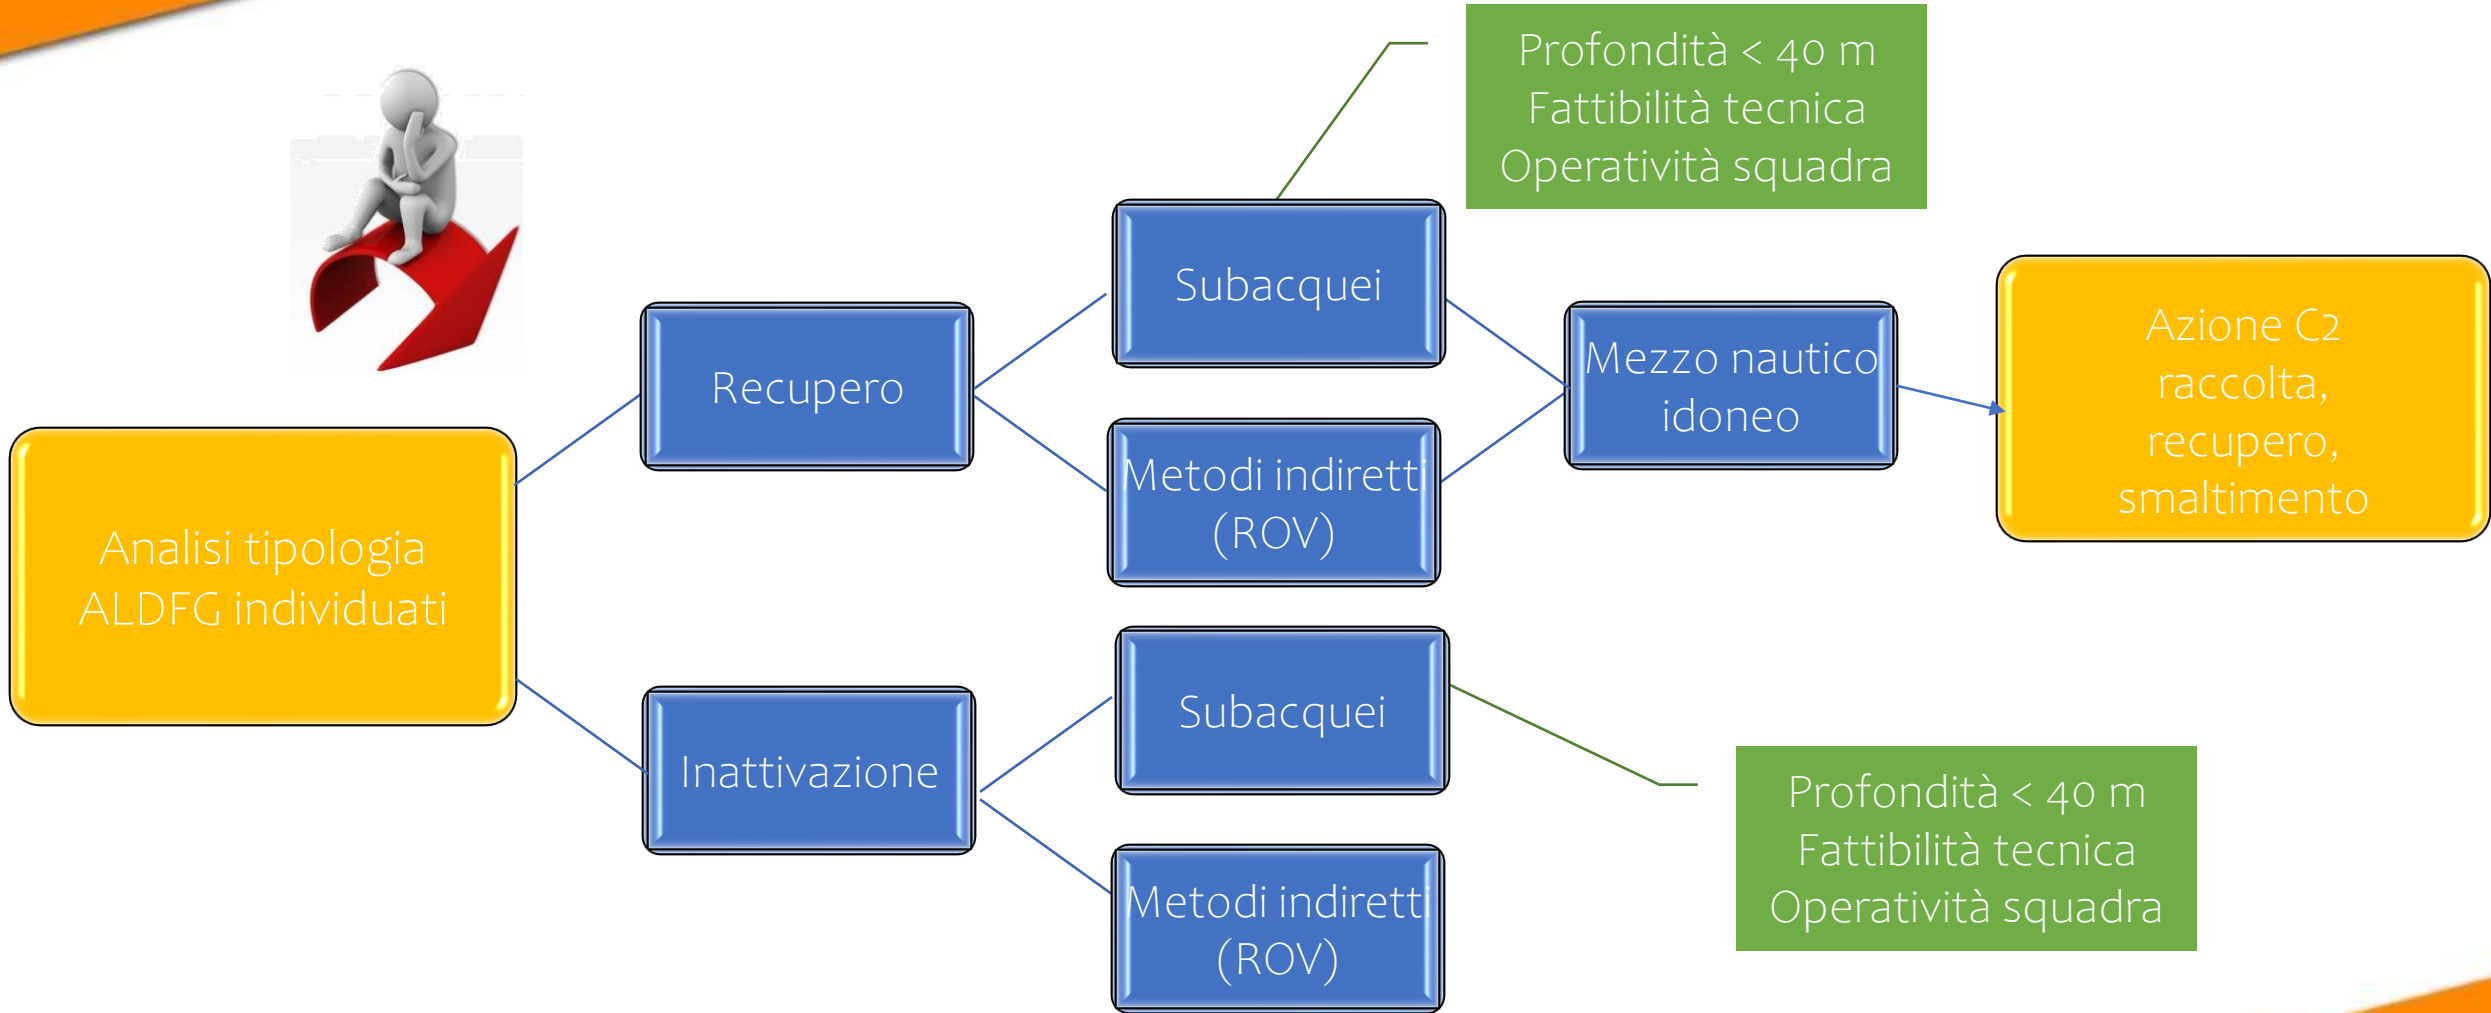 Profondità < 40 m
Fattibilità tecnica
Operatività squadra
Subacquei
Mezzo nautico
idoneo
Azione C2
raccolta,
recupero,
smaltimento
Recupero
Metodi indiretti
(ROV)
Analisi tipologia
ALDFG individuati
Subacquei
Inattivazione
Profondità < 40 m
Fattibilità tecnica
Operatività squadra
Metodi indiretti
(ROV)